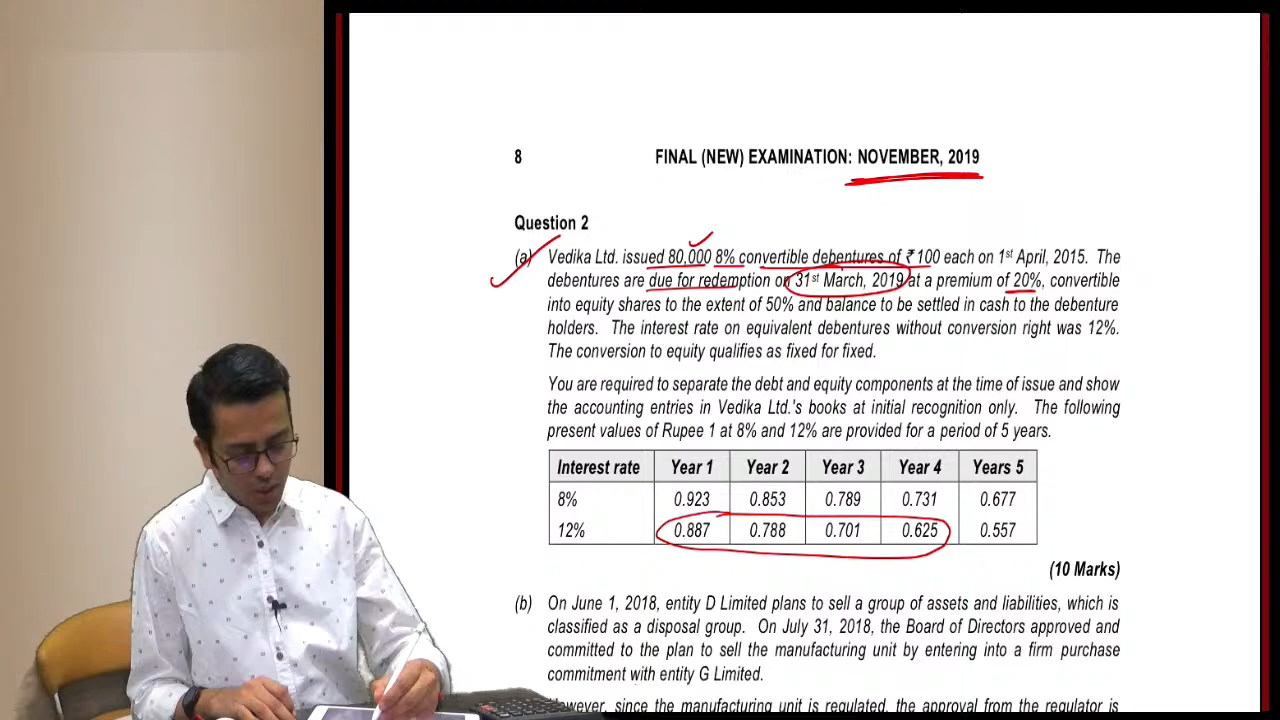 8 FINAL (NEW) EXAMINATION: NOVEMBER, 2019
Question 2
(a) Vedika Ltd. issued 80,000 8% convertible debentures of ₹ 100 each on 1st April, 2015. The
debentures are due for redemption on 31st March, 2019 at a premium of 20%, convertible
into equity shares to the extent of 50% and balance to be settled in cash to the debenture
holders. The interest rate on equivalent debentures without conversion right was 12%.
The conversion to equity qualifies as fixed for fixed.
You are required to separate the debt and equity components at the time of issue and show
the accounting entries in Vedika Ltd.'s books at initial recognition only. The following
present values of Rupee 1 at 8% and 12% are provided for a period of 5 years.
Interest rate Year 1 Year 2 Year 3 Year 4 Years 5
8% 0.923 0.853 0.789 0.731 0.677
12% 0.887 0.788 0.701 0.625 0.557
(10 Marks)
(b) On June 1, 2018, entity D Limited plans to sell a group of assets and liabilities, which is
classified as a disposal group. On July 31, 2018, the Board of Directors approved and
committed to the plan to sell the manufacturing unit by entering into a firm purchase
commitment with entity G Limited.
However, since the manufacturing unit is regulated, the approval from the regulator is